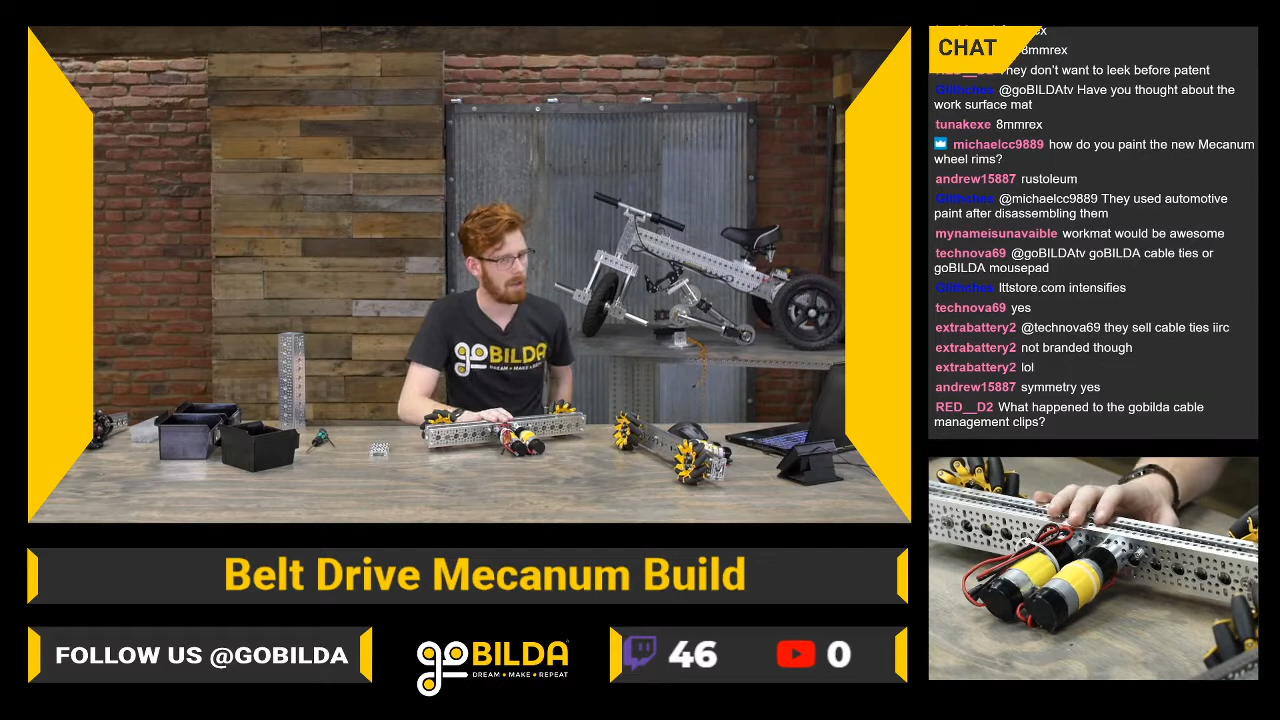 CHAT
8mmrex
They don't want to leek before patent
@goBILDAtv Have you thought about the
work surface mat
tunakexe 8mmrex
michaelcc9889 how do you paint the new Mecanum
wheel rims?
andrew15887 rustoleum
@michaelcc9889 They used automotive
paint after disassembling them
mynameisunavaible workmat would be awesome
technova69 @goBILDAtv goBILDA cable ties or
goBILDA mousepad
lttstore.com intensifies
technova69 yes
extrabattery2 @technova69 they sell cable ties iirc
extrabattery2 not branded though
extrabattery2 lol
andrew15887 symmetry yes
RED__D2 What happened to the gobilda cable
management clips?
goBILDA
DREAM • MAKE • REPEAT
Belt Drive Mecanum Build
FOLLOW US @GOBILDA
goBILDA
DREAM • MAKE • REPEAT
46
0